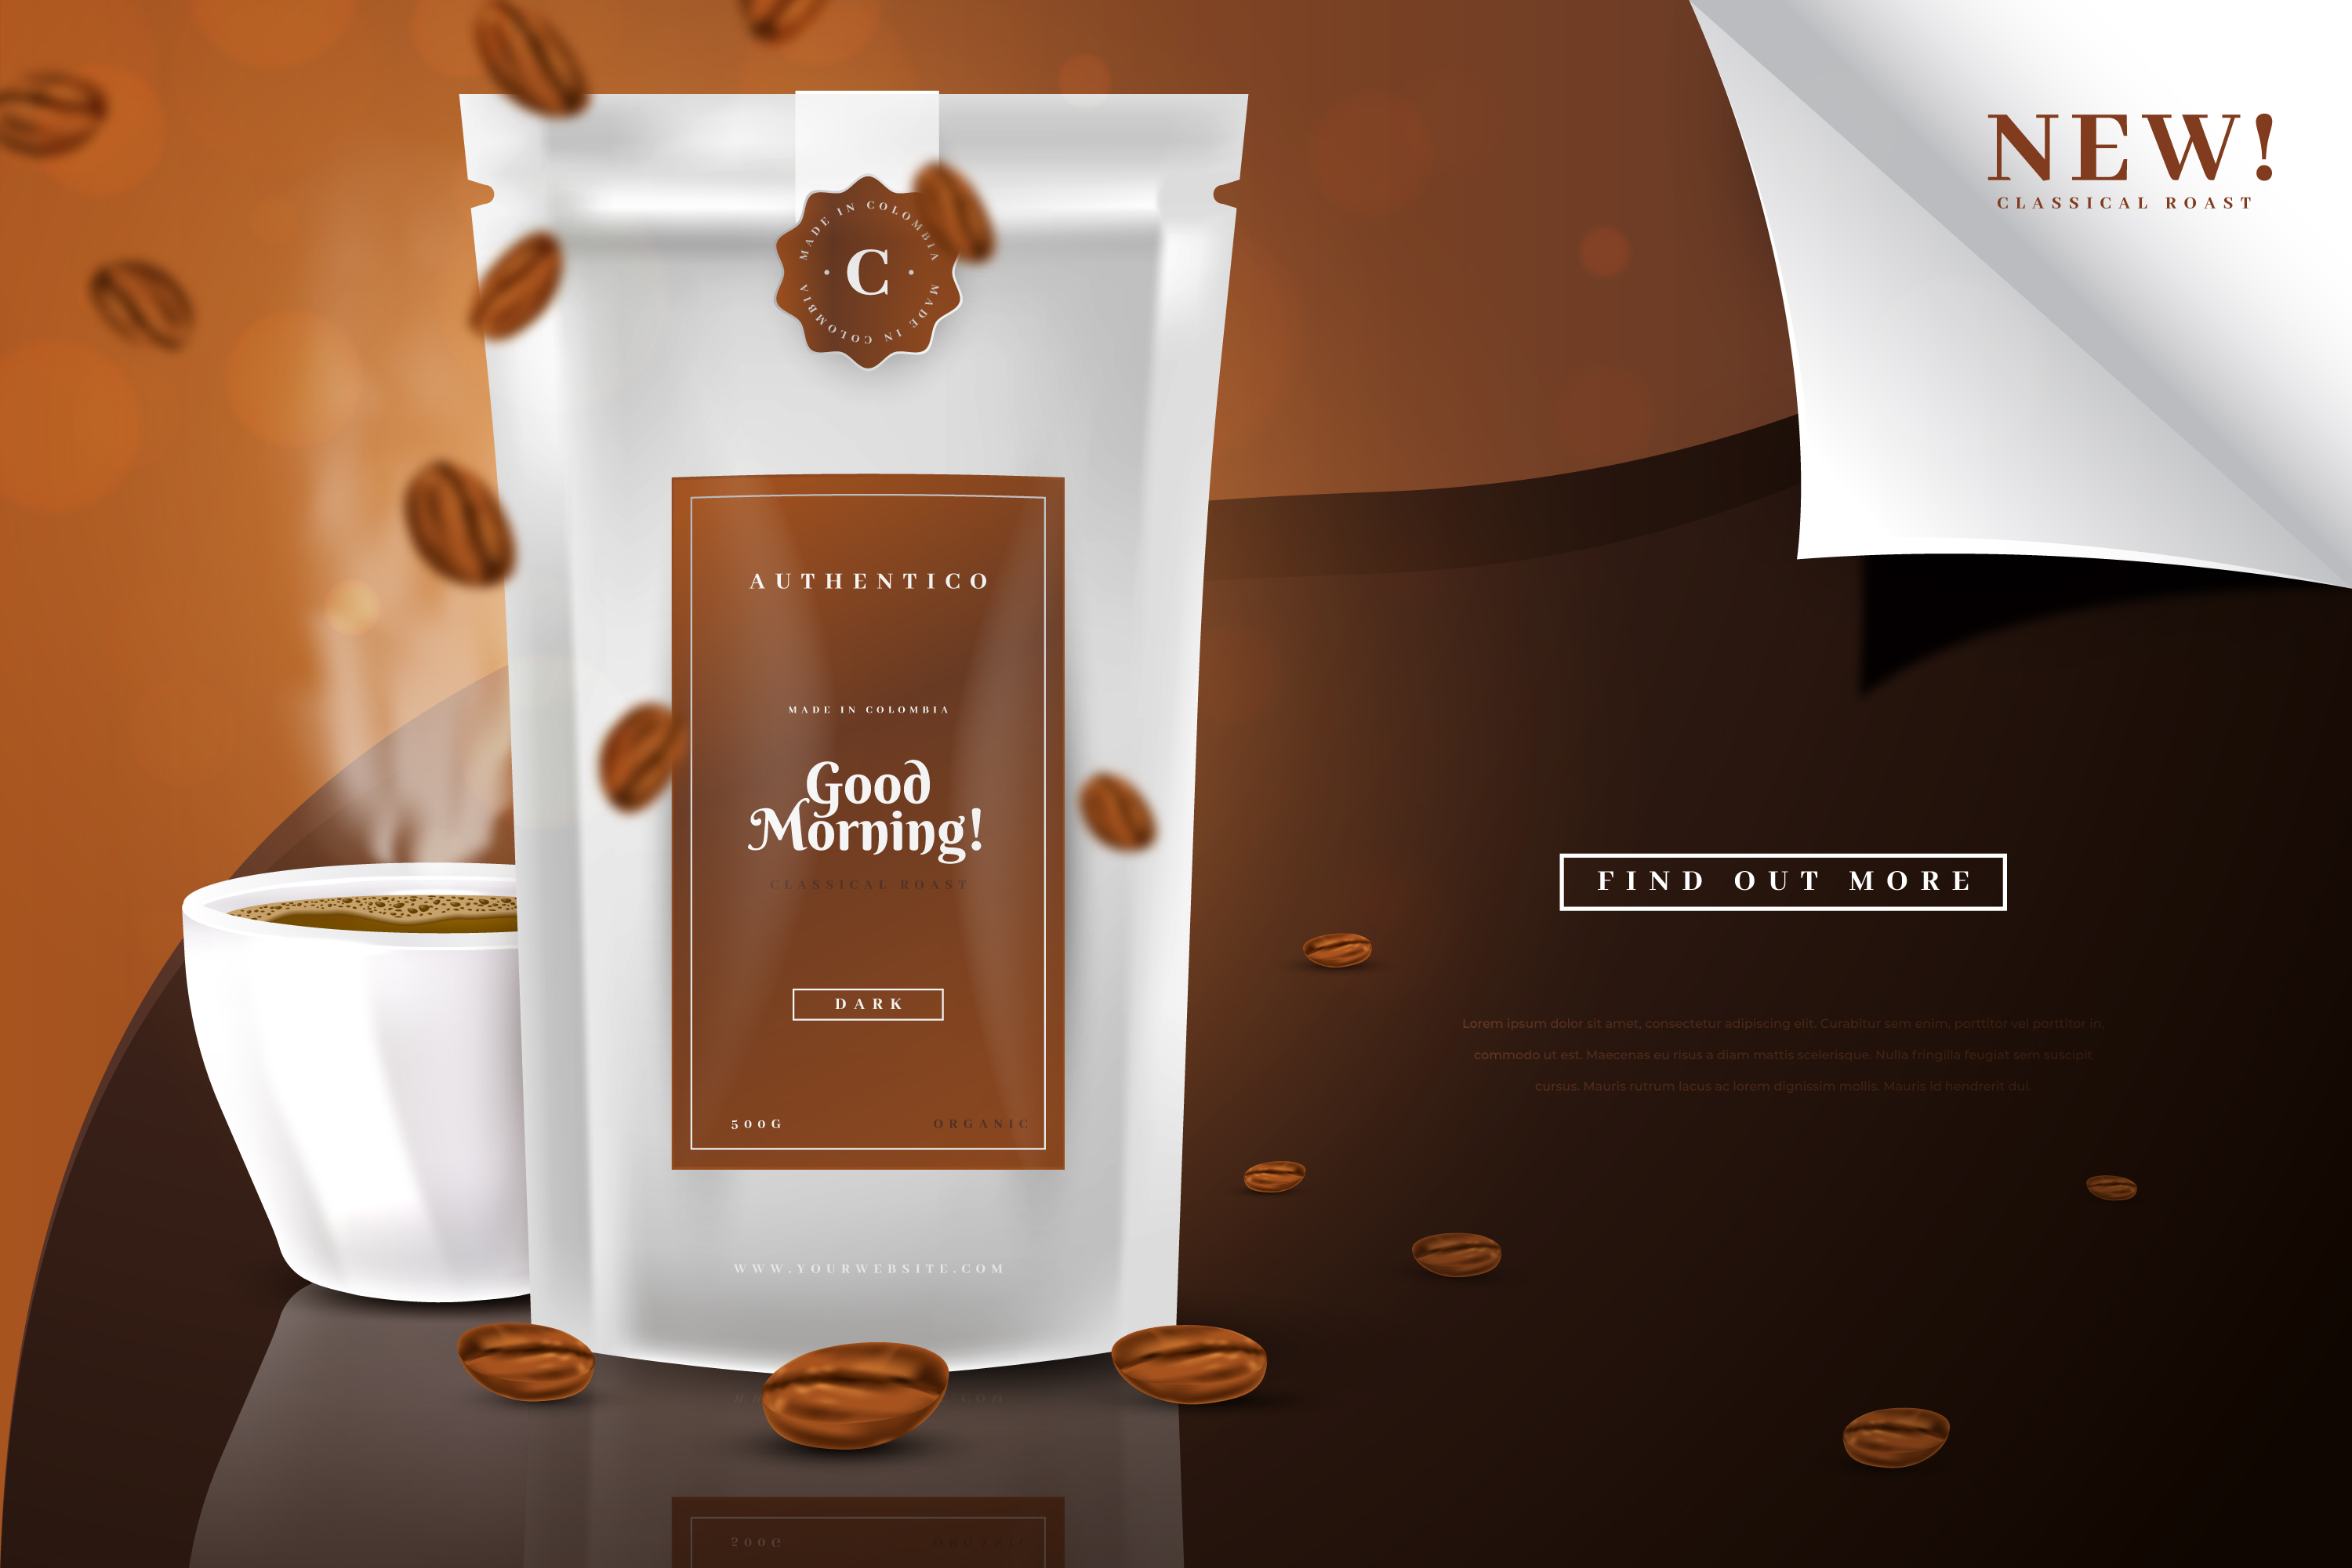 NEW!
CLASSICAL ROAST
MADE IN COLOMBIA
C
MADE IN COLOMBIA
AUTHENTICO
MADE IN COLOMBIA
Good
Morning!
CLASSICAL ROAST
DARK
500G ORGANIC
WWW.YOURWEBSITE.COM
FIND OUT MORE
Lorem ipsum dolor sit amet, consectetur adipiscing elit. Curabitur sem enim, porttitor vel porttitor in,
commodo ut est. Maecenas eu risus a diam mattis scelerisque. Nulla fringilla feugiat sem suscipit
cursus. Mauris rutrum lacus ac lorem dignissim mollis. Mauris id hendrerit dui.